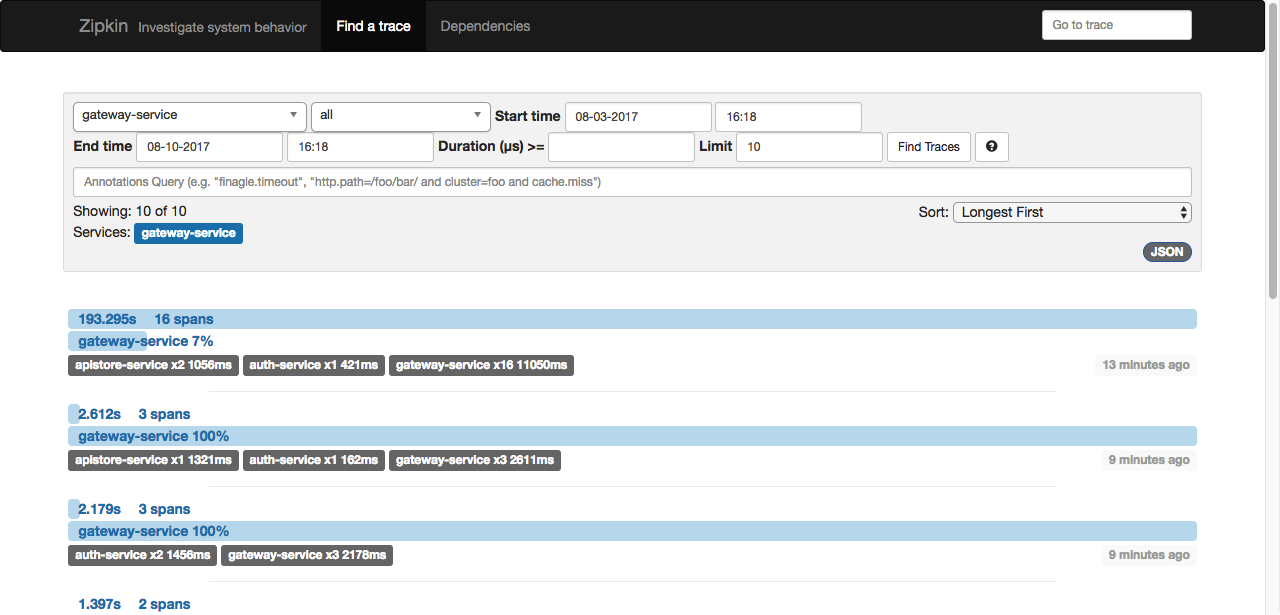 Zipkin Investigate system behavior Find a trace Dependencies Go to trace
gateway-service all Start time 08-03-2017 16:18
End time 08-10-2017 16:18 Duration (µs) >= Limit 10 Find Traces ?
Annotations Query (e.g. "finagle.timeout", "http.path=/foo/bar/ and cluster=foo and cache.miss")
Showing: 10 of 10 Sort: Longest First
Services: gateway-service
JSON
193.295s 16 spans
gateway-service 7%
apistore-service x2 1056ms auth-service x1 421ms gateway-service x16 11050ms 13 minutes ago
2.612s 3 spans
gateway-service 100%
apistore-service x1 1321ms auth-service x1 162ms gateway-service x3 2611ms 9 minutes ago
2.179s 3 spans
gateway-service 100%
auth-service x2 1456ms gateway-service x3 2178ms 9 minutes ago
1.397s 2 spans